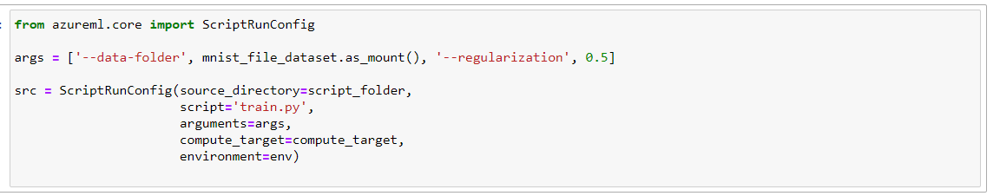 from azureml.core import ScriptRunConfig
args = ['--data-folder', mnist_file_dataset.as_mount(), '--regularization', 0.5]
src = ScriptRunConfig(source_directory=script_folder,
script='train.py',
arguments=args,
compute_target=compute_target,
environment=env)